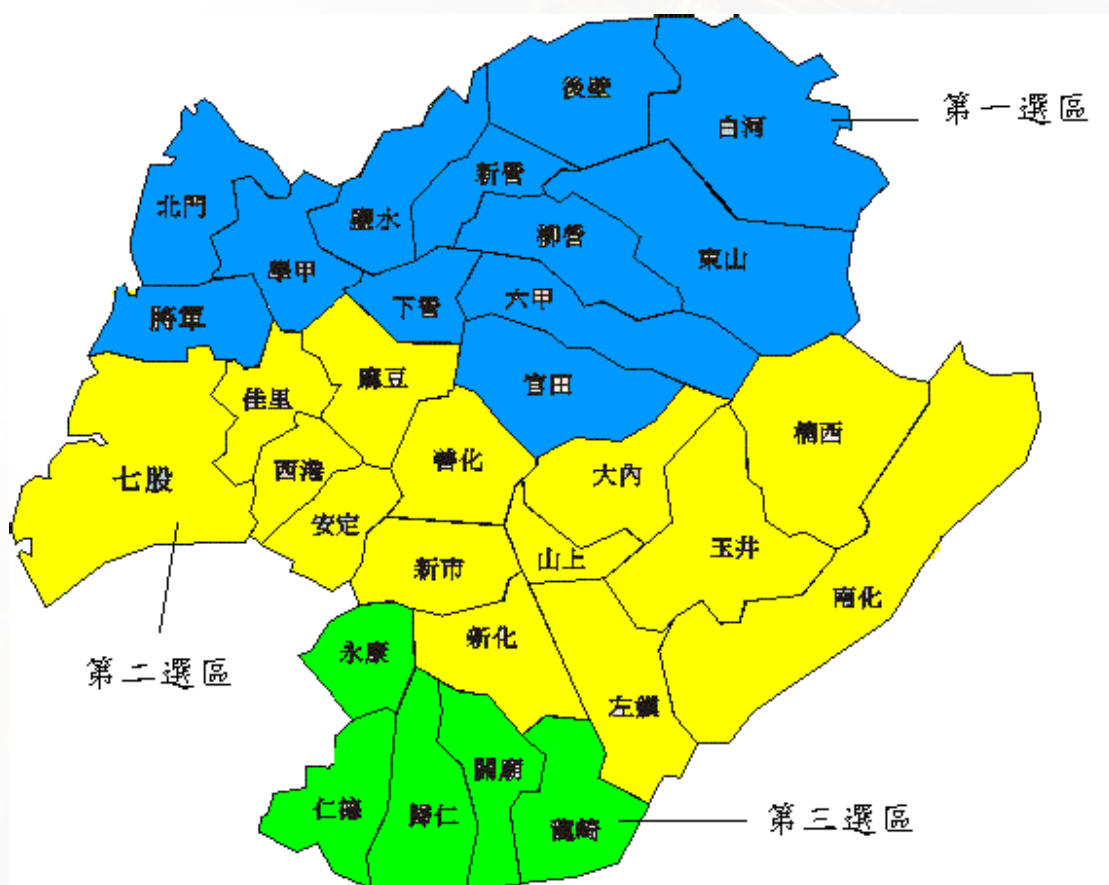 後壁
白河
第一選區
新營
北門
鹽水
柳營
東山
學甲
六甲
下營
將軍
麻豆
官田
佳里
楠西
善化
西港
大內
七股
安定
玉井
山上
新市
南化
新化
永康
第二選區
左鎮
關廟
仁德
歸仁
龍崎
第三選區